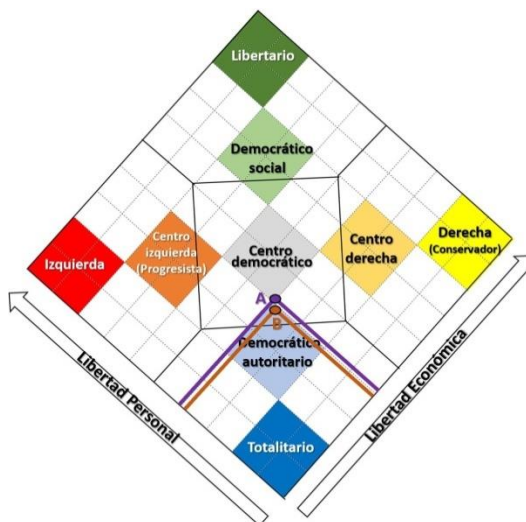 Libertario
Democrático
social
Centro
izquierda
(Progresista)
Izquierda
Centro
democrático
Centro
derecha
Derecha
(Conservador)
A
B
Democrático
autoritario
Totalitario
Libertad Personal
Libertad Económica